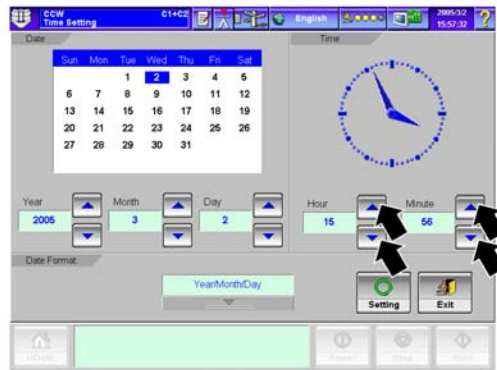 CCW
Time Setting
C1+C2
English
2005/3/2
15:57:32
?
Date
Time
Sun Mon Tue Wed Thu Fri Sat
1 2 3 4 5
6 7 8 9 10 11 12
13 14 15 16 17 18 19
20 21 22 23 24 25 26
27 28 29 30 31
Year Month Day Hour Minute
2005 3 2 15 56
Date Format
Year/Month/Day
Setting Exit
HOME